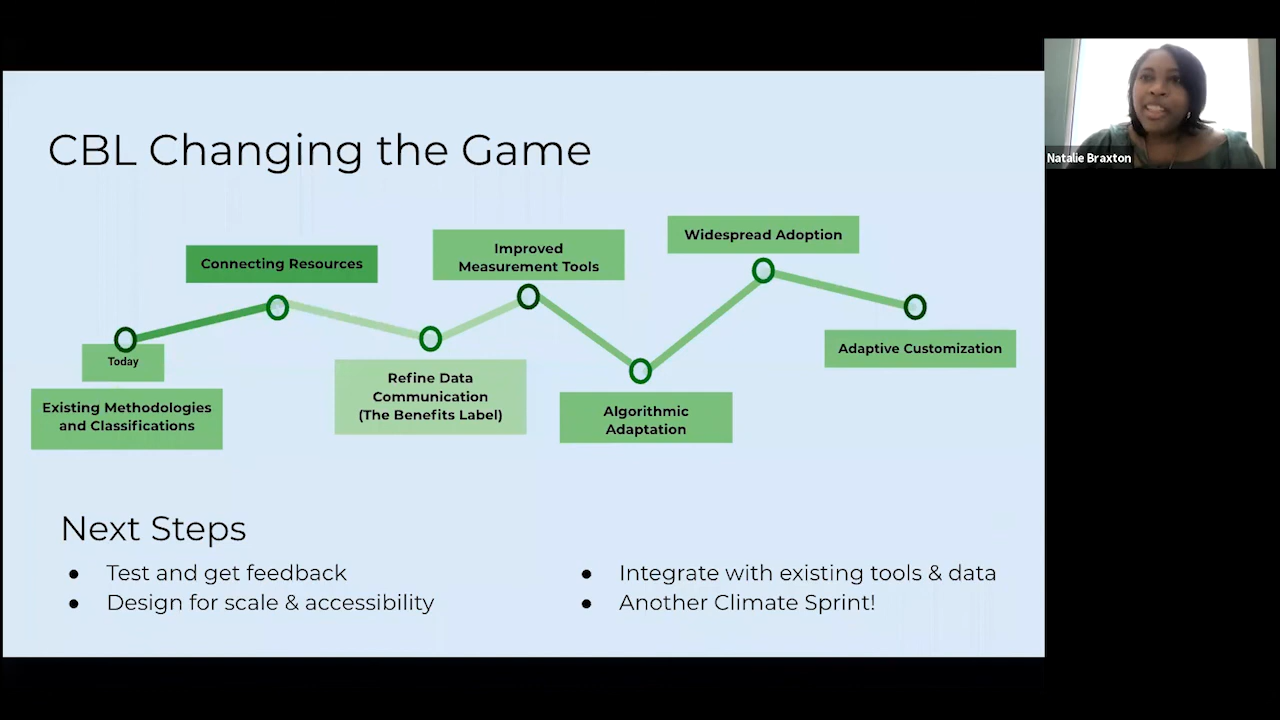 CBL Changing the Game
Connecting Resources
Improved
Measurement Tools
Widespread Adoption
Today
Existing Methodologies
and Classifications
Refine Data
Communication
(The Benefits Label)
Algorithmic
Adaptation
Adaptive Customization
Next Steps
● Test and get feedback
● Design for scale & accessibility
● Integrate with existing tools & data
● Another Climate Sprint!
Natalie Braxton